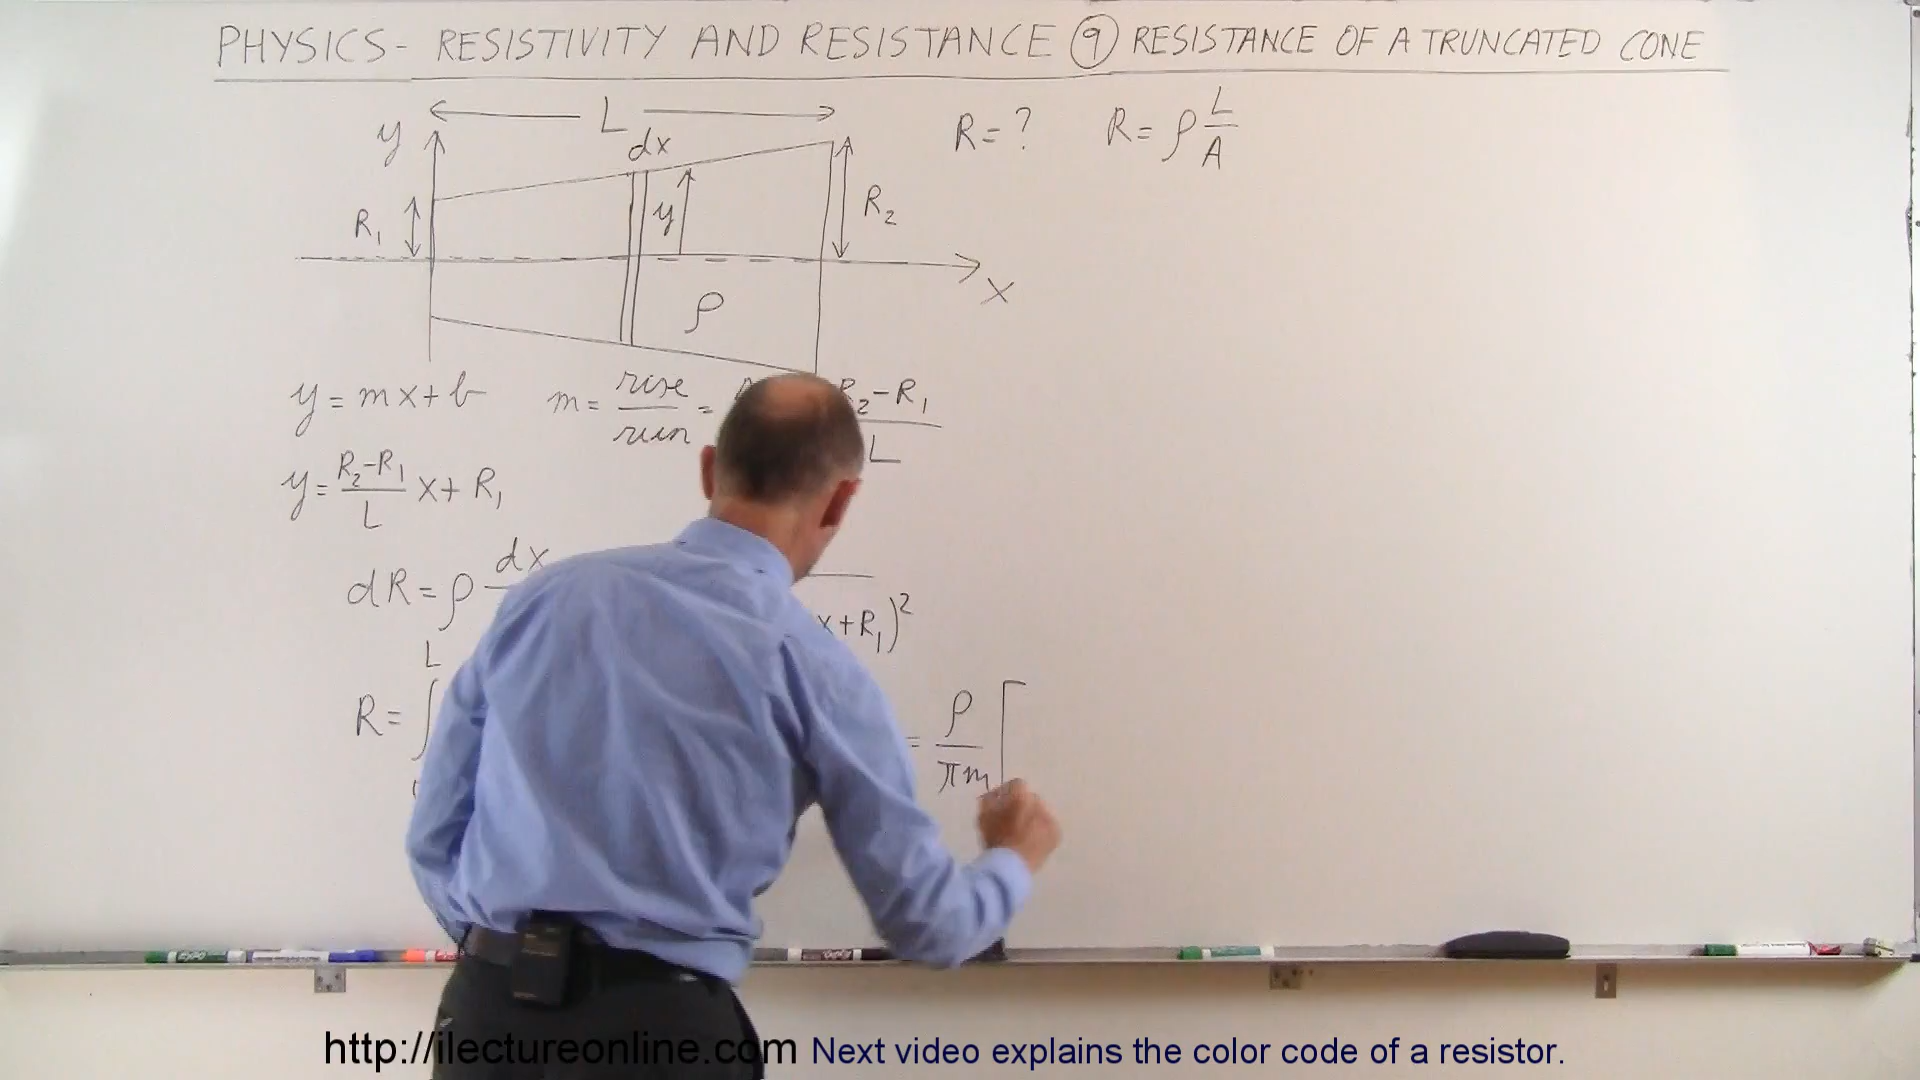 PHYSICS - RESISTIVITY AND RESISTANCE 9 RESISTANCE OF A TRUNCATED CONE
L
R = ? R = ρ L/A
y dx
R₁ y R₂
x
ρ
y = mx + b m = rise/run = R₂ - R₁ / L
y = R₂ - R₁ / L x + R₁
dR = ρ dx
x + R₁)²
L
R = ∫ = ρ/πm [
EXPO
http://ilectureonline.com Next video explains the color code of a resistor.